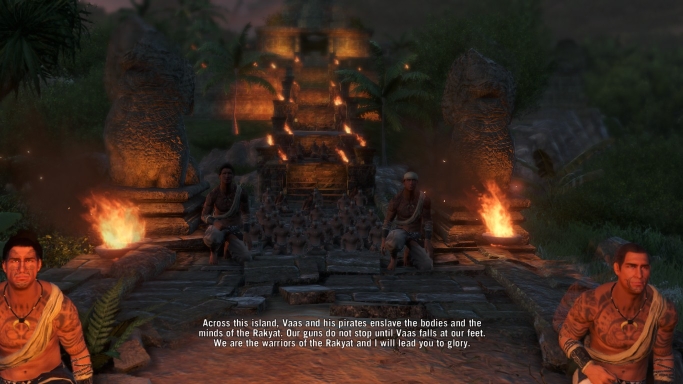 Across this island, Vaas and his pirates enslave the bodies and the
minds of the Rakyat. Our guns do not stop until Vaas falls at our feet.
We are the warriors of the Rakyat and I will lead you to glory.